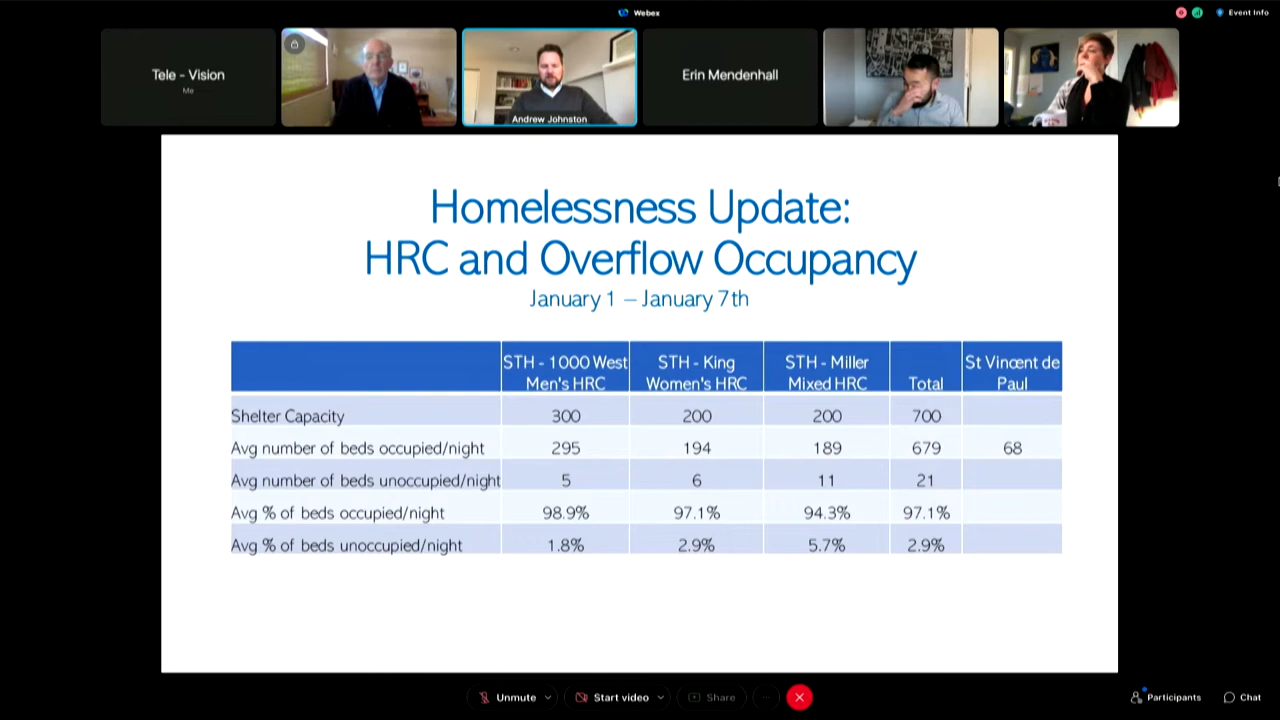 Webex
Event Info
Tele - Vision
Me
Andrew Johnston
Erin Mendenhall
Homelessness Update:
HRC and Overflow Occupancy
January 1 – January 7th
STH - 1000 West Men's HRC STH - King Women's HRC STH - Miller Mixed HRC Total St Vincent de Paul
Shelter Capacity 300 200 200 700
Avg number of beds occupied/night 295 194 189 679 68
Avg number of beds unoccupied/night 5 6 11 21
Avg % of beds occupied/night 98.9% 97.1% 94.3% 97.1%
Avg % of beds unoccupied/night 1.8% 2.9% 5.7% 2.9%
Unmute
Start video
Share
Participants
Chat